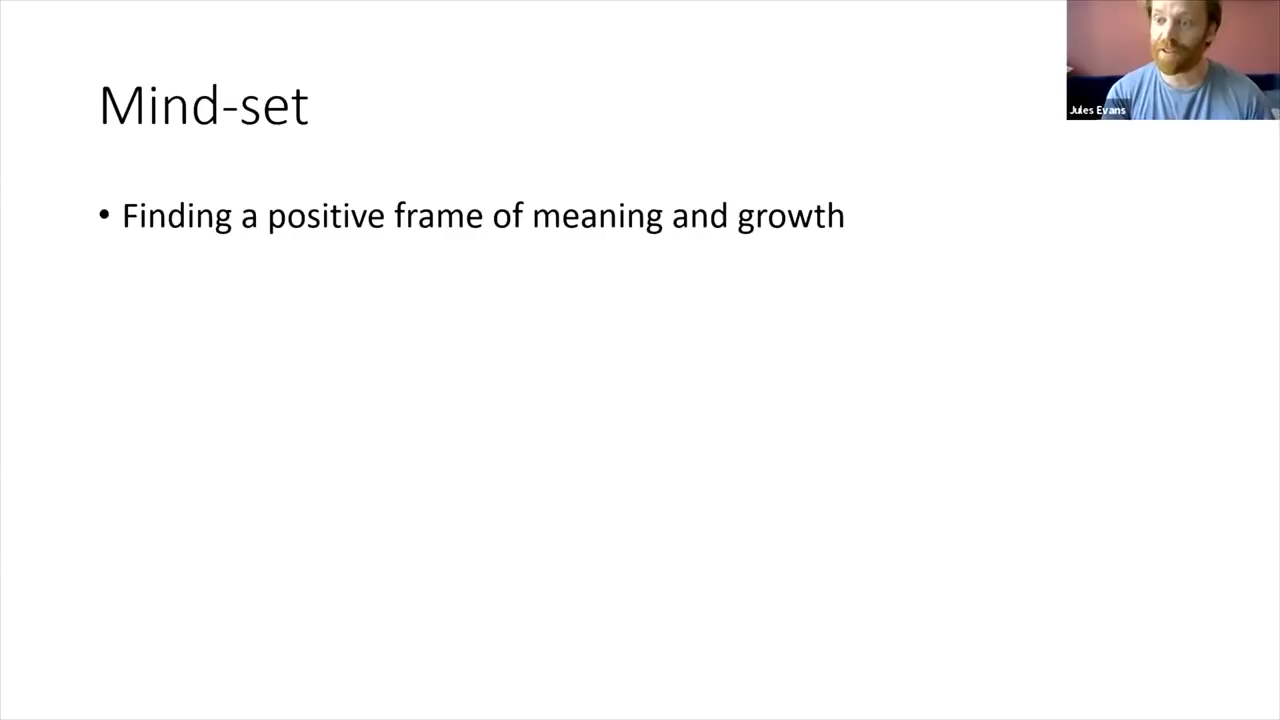 Mind-set
• Finding a positive frame of meaning and growth
Jules Evans